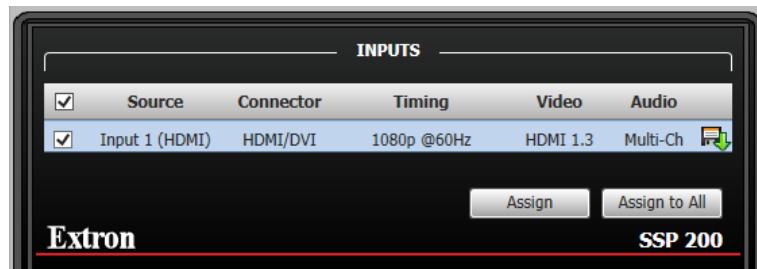 INPUTS
Source Connector Timing Video Audio
Input 1 (HDMI) HDMI/DVI 1080p @60Hz HDMI 1.3 Multi-Ch
Assign Assign to All
Extron SSP 200